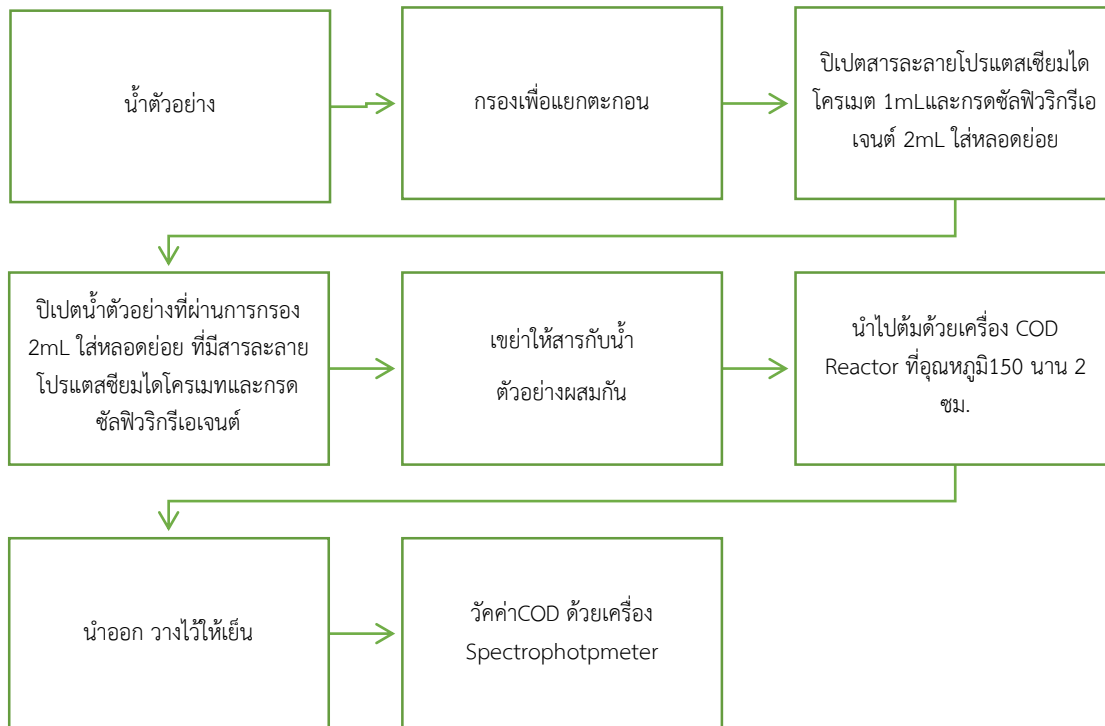 น้ำตัวอย่าง
กรองเพื่อแยกตะกอน
ปิเปตสารละลายโปรแตสเซียมได
โครเมต 1mLและกรดซัลฟิวริกรีเอ
เจนต์ 2mL ใส่หลอดย่อย
ปิเปตน้ำตัวอย่างที่ผ่านการกรอง
2mL ใส่หลอดย่อย ที่มีสารละลาย
โปรแตสซียมไดโครเมทและกรด
ซัลฟิวริกรีเอเจนต์
เขย่าให้สารกับน้ำ
ตัวอย่างผสมกัน
นำไปต้มด้วยเครื่อง COD
Reactor ที่อุณหภูมิ150 นาน 2
ซม.
นำออก วางไว้ให้เย็น
วัคค่าCOD ด้วยเครื่อง
Spectrophotpmeter